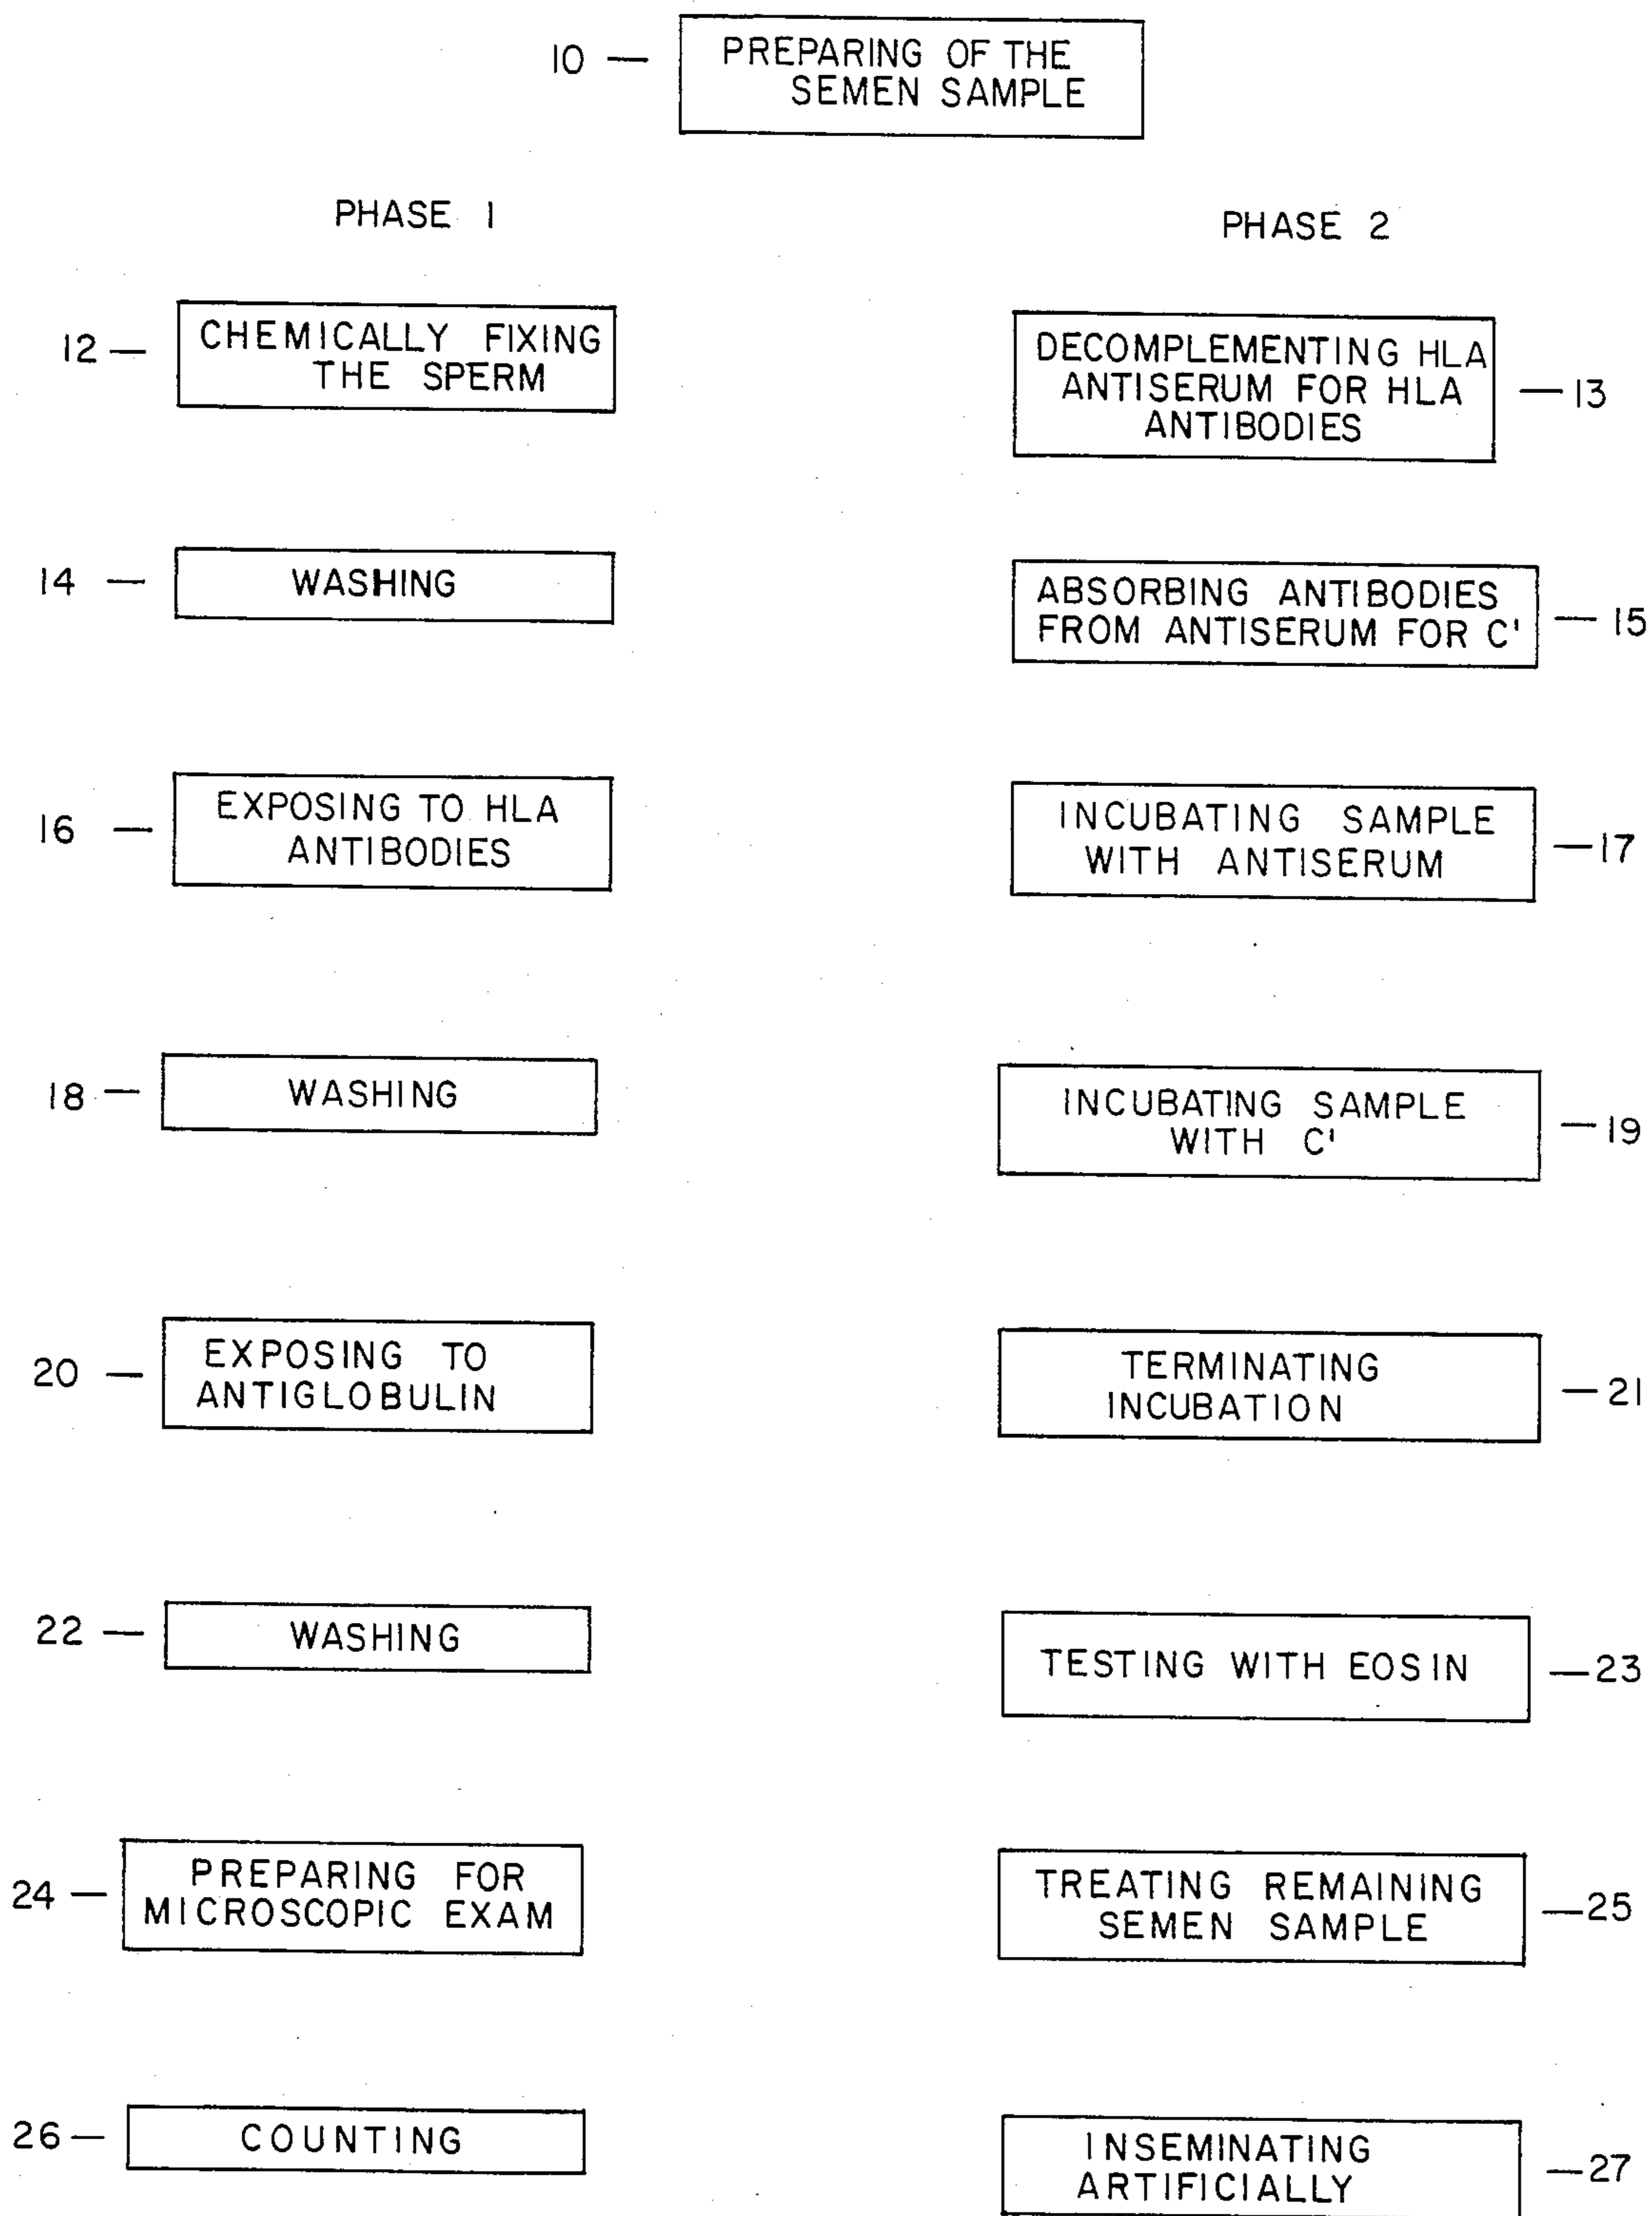 10 — PREPARING OF THE
SEMEN SAMPLE
PHASE 1
12 — CHEMICALLY FIXING
THE SPERM
14 — WASHING
16 — EXPOSING TO HLA
ANTIBODIES
18 — WASHING
20 — EXPOSING TO
ANTIGLOBULIN
22 — WASHING
24 — PREPARING FOR
MICROSCOPIC EXAM
26 — COUNTING
PHASE 2
DECOMPLEMENTING HLA
ANTISERUM FOR HLA — 13
ANTIBODIES
ABSORBING ANTIBODIES
FROM ANTISERUM FOR C' — 15
INCUBATING SAMPLE
WITH ANTISERUM — 17
INCUBATING SAMPLE
WITH C' — 19
TERMINATING
INCUBATION — 21
TESTING WITH EOSIN — 23
TREATING REMAINING
SEMEN SAMPLE — 25
INSEMINATING
ARTIFICIALLY — 27